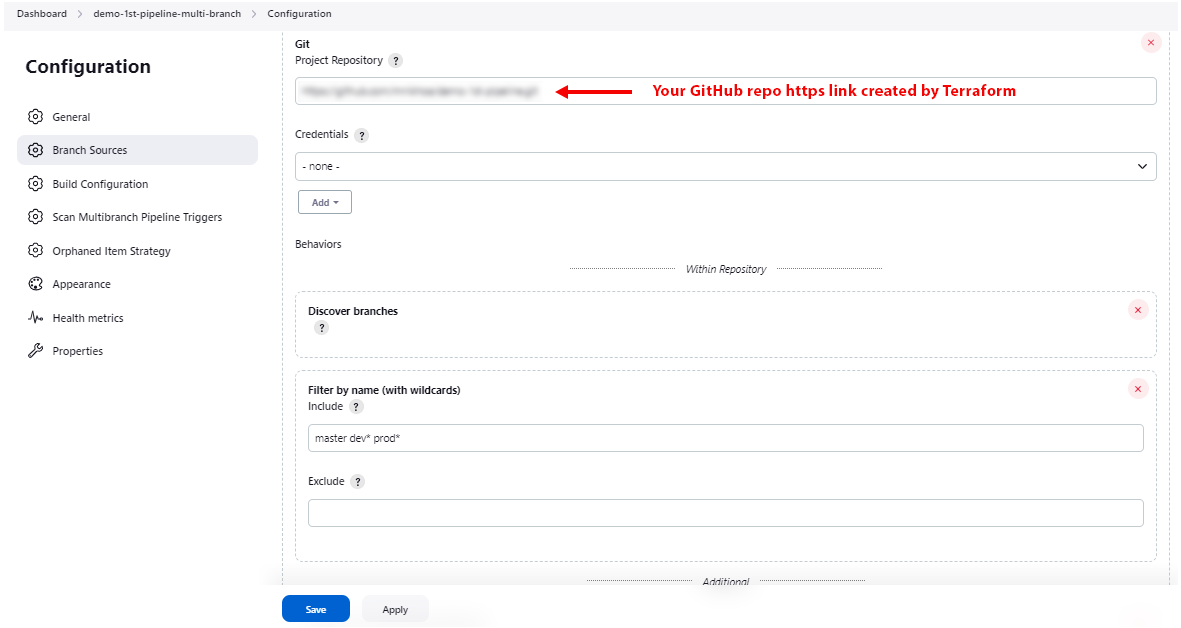 Dashboard > demo-1st-pipeline-multi-branch > Configuration
Configuration
General
Branch Sources
Build Configuration
Scan Multibranch Pipeline Triggers
Orphaned Item Strategy
Appearance
Health metrics
Properties
Git
Project Repository ?
Your GitHub repo https link created by Terraform
Credentials ?
- none -
Add
Behaviors
Within Repository
Discover branches
?
Filter by name (with wildcards)
Include ?
master dev* prod*
Exclude ?
Additional
Save
Apply